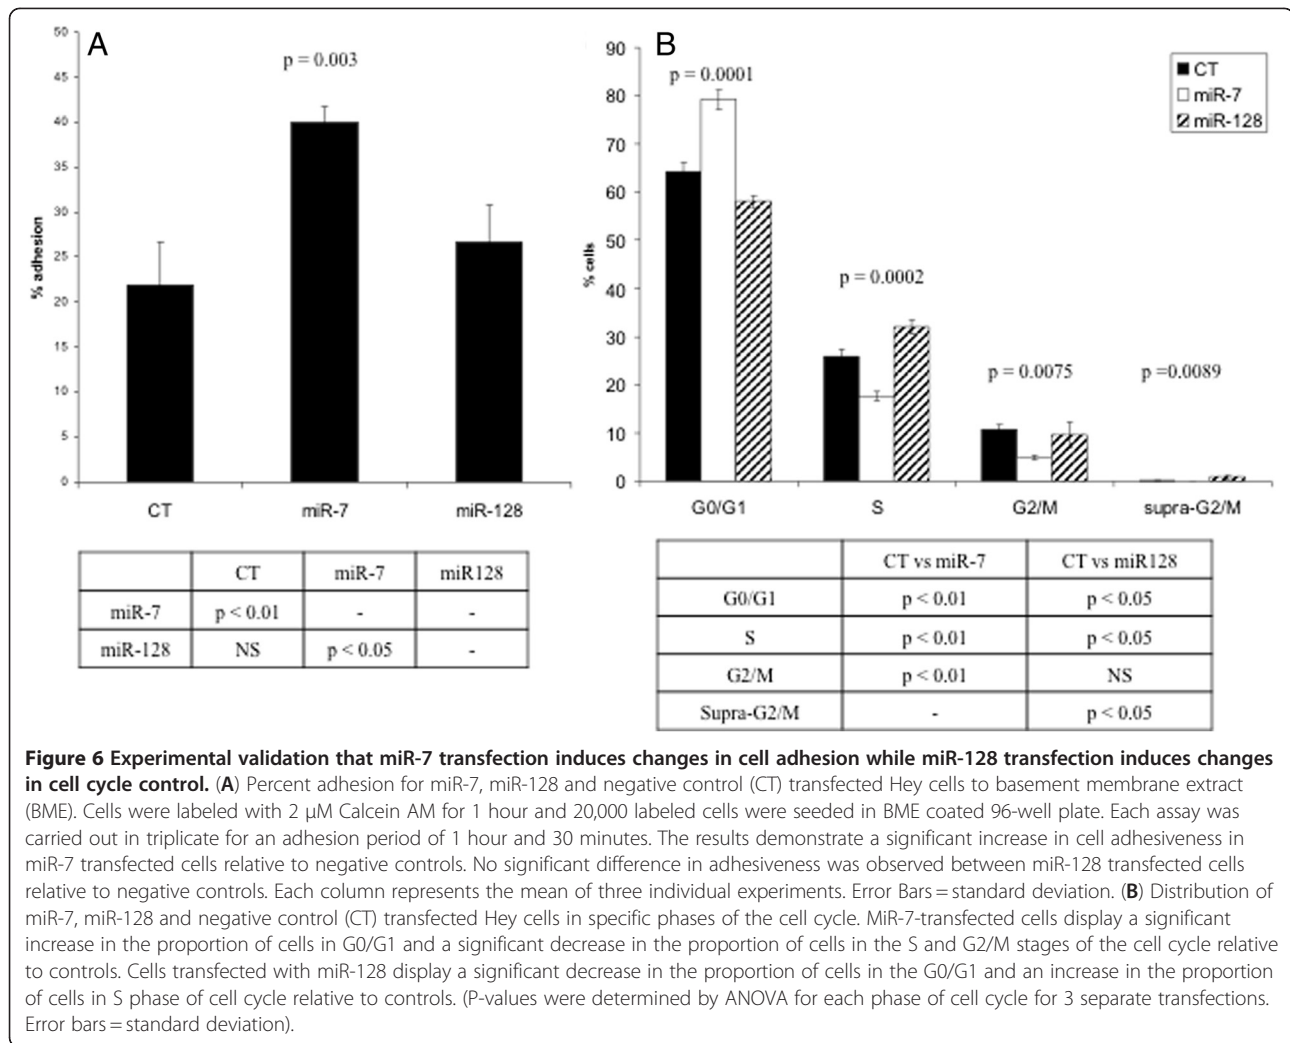 A
50
45
40
35
30
25
20
15
10
5
0
% adhesion
p = 0.003
CT
miR-7
miR-128
CT miR-7 miR128
miR-7 p < 0.01 - -
miR-128 NS p < 0.05 -
B
90
80
70
60
50
40
30
20
10
0
% cells
p = 0.0001
p = 0.0002
p = 0.0075
p =0.0089
CT
miR-7
miR-128
G0/G1
S
G2/M
supra-G2/M
CT vs miR-7 CT vs miR128
G0/G1 p < 0.01 p < 0.05
S p < 0.01 p < 0.05
G2/M p < 0.01 NS
Supra-G2/M - p < 0.05
Figure 6 Experimental validation that miR-7 transfection induces changes in cell adhesion while miR-128 transfection induces changes
in cell cycle control. (A) Percent adhesion for miR-7, miR-128 and negative control (CT) transfected Hey cells to basement membrane extract
(BME). Cells were labeled with 2 μM Calcein AM for 1 hour and 20,000 labeled cells were seeded in BME coated 96-well plate. Each assay was
carried out in triplicate for an adhesion period of 1 hour and 30 minutes. The results demonstrate a significant increase in cell adhesiveness in
miR-7 transfected cells relative to negative controls. No significant difference in adhesiveness was observed between miR-128 transfected cells
relative to negative controls. Each column represents the mean of three individual experiments. Error Bars = standard deviation. (B) Distribution of
miR-7, miR-128 and negative control (CT) transfected Hey cells in specific phases of the cell cycle. MiR-7-transfected cells display a significant
increase in the proportion of cells in G0/G1 and a significant decrease in the proportion of cells in the S and G2/M stages of the cell cycle relative
to controls. Cells transfected with miR-128 display a significant decrease in the proportion of cells in the G0/G1 and an increase in the proportion
of cells in S phase of cell cycle relative to controls. (P-values were determined by ANOVA for each phase of cell cycle for 3 separate transfections.
Error bars = standard deviation).